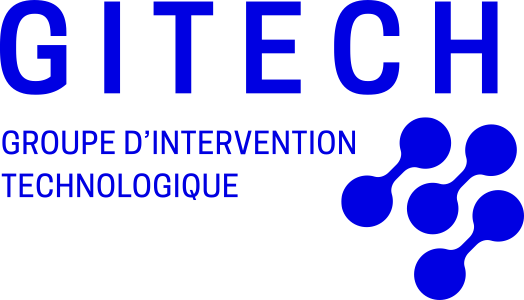 GITECH
GROUPE D’INTERVENTION
TECHNOLOGIQUE